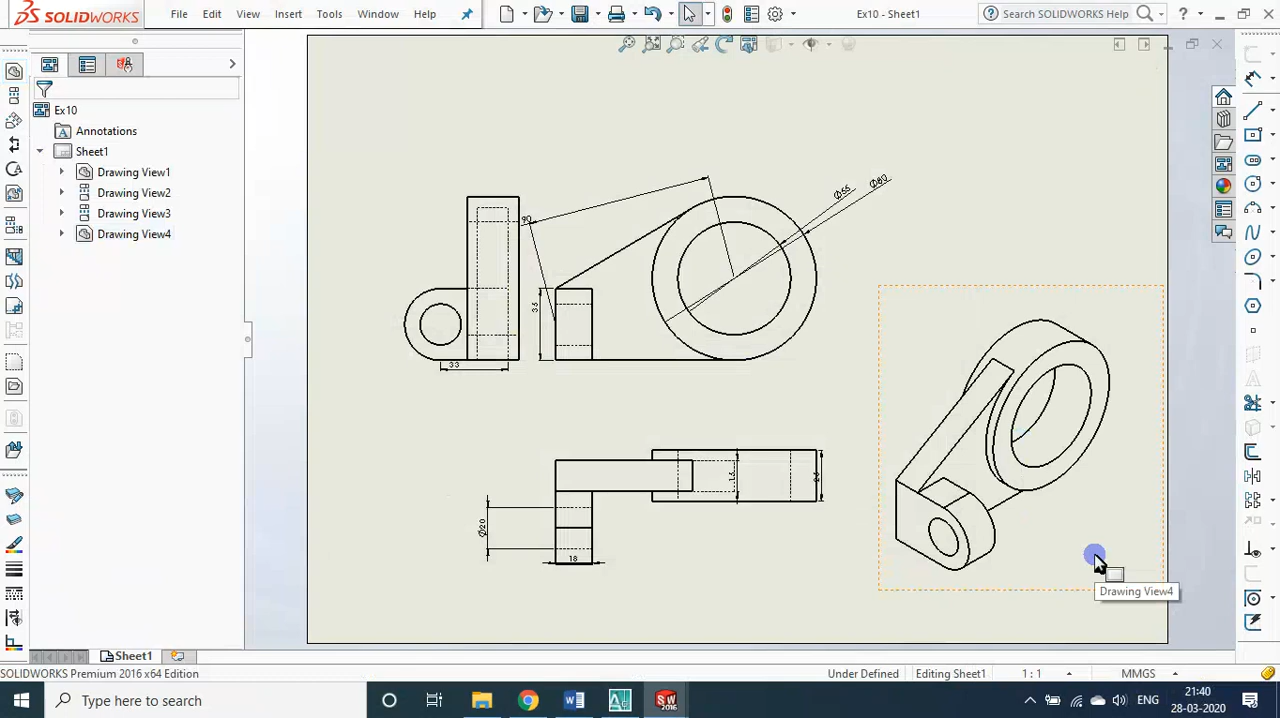 SOLIDWORKS
File Edit View Insert Tools Window Help
Ex10 - Sheet1
Search SOLIDWORKS Help
?
Ex10
Annotations
Sheet1
Drawing View1
Drawing View2
Drawing View3
Drawing View4
90
Ø56
Ø80
35
33
Ø20
18
Drawing View4
Sheet1
SOLIDWORKS Premium 2016 x64 Edition
Under Defined
Editing Sheet1
1 : 1
MMGS
Type here to search
ENG
21:40
28-03-2020